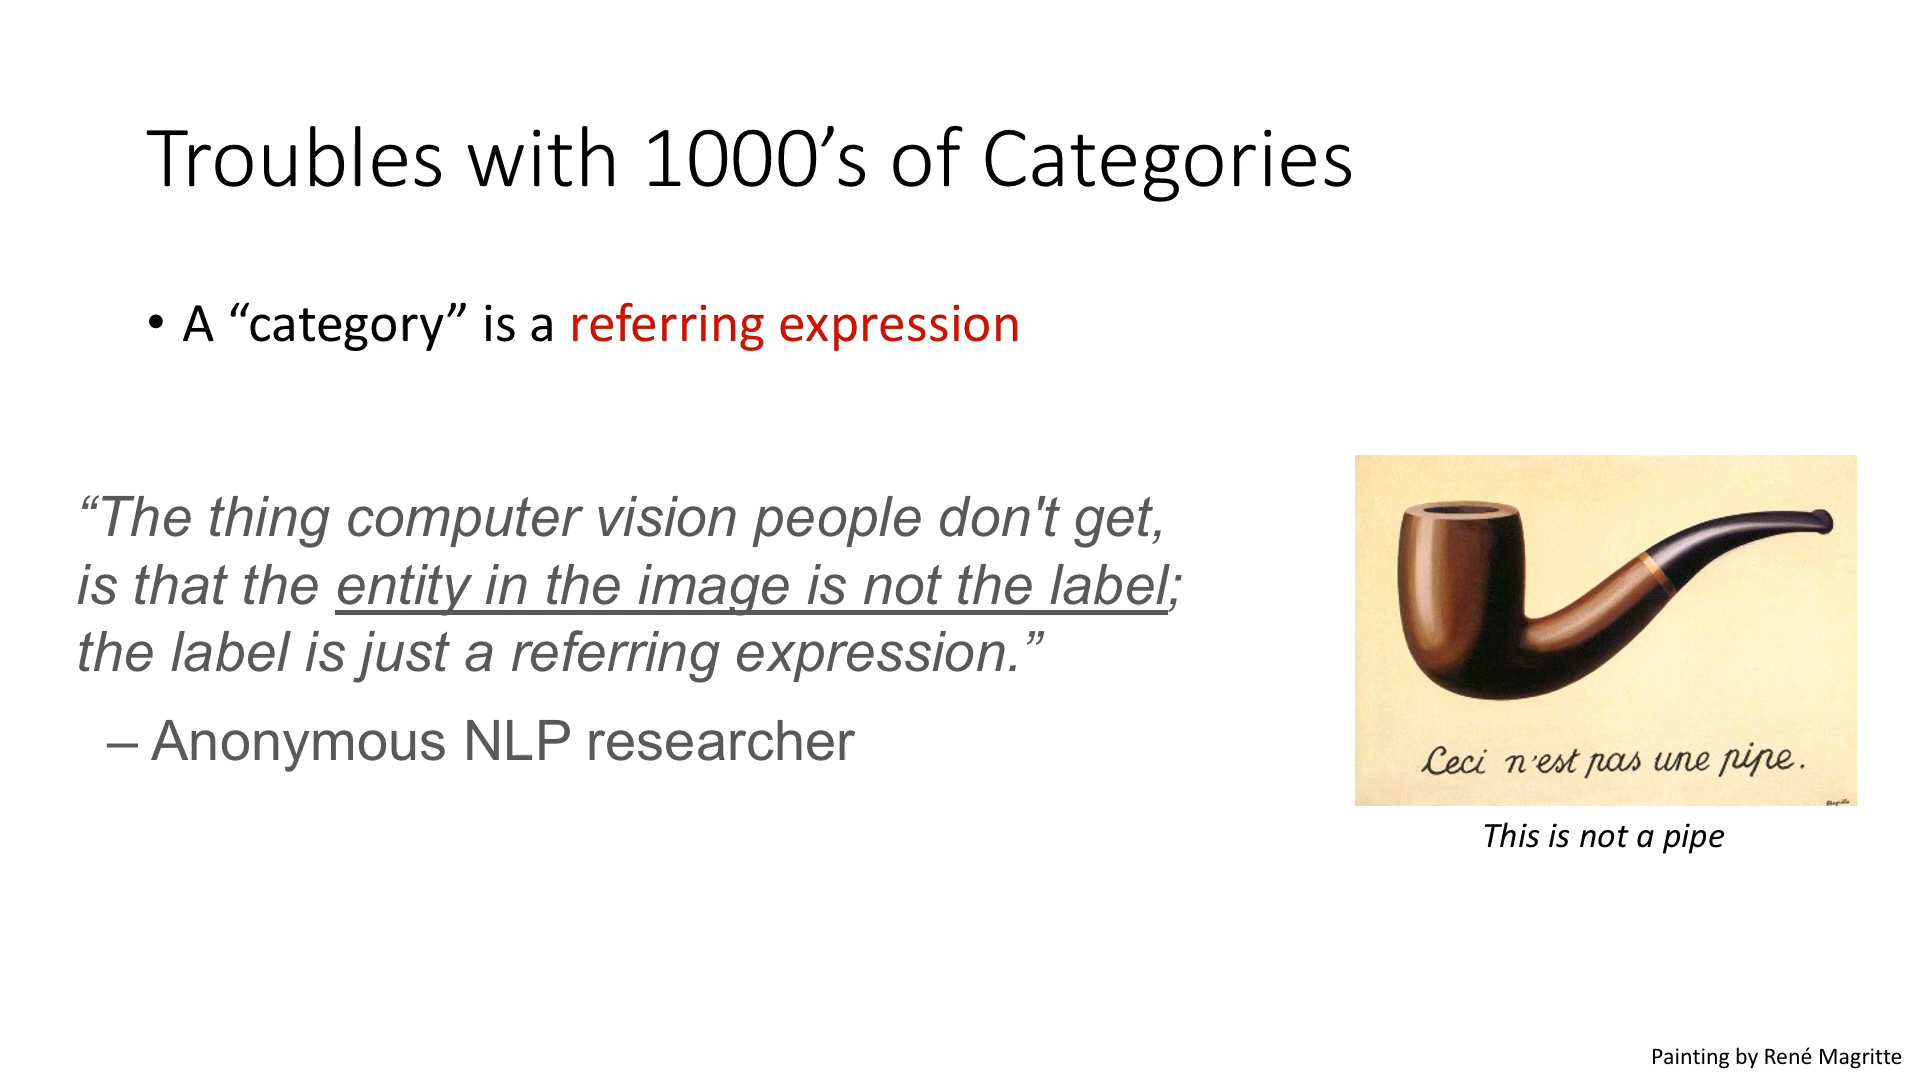 Troubles with 1000’s of Categories
• A “category” is a referring expression
“The thing computer vision people don't get,
is that the entity in the image is not the label;
the label is just a referring expression.”
– Anonymous NLP researcher
Ceci n'est pas une pipe.
This is not a pipe
Painting by René Magritte